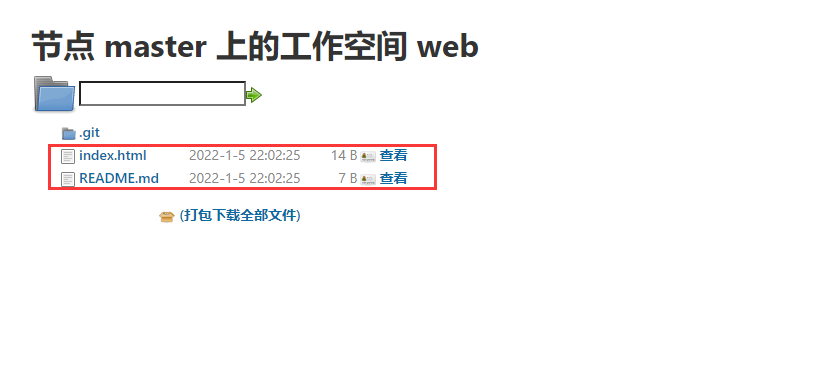 节点 master 上的工作空间 web
.git
index.html 2022-1-5 22:02:25 14 B 查看
README.md 2022-1-5 22:02:25 7 B 查看
(打包下载全部文件)